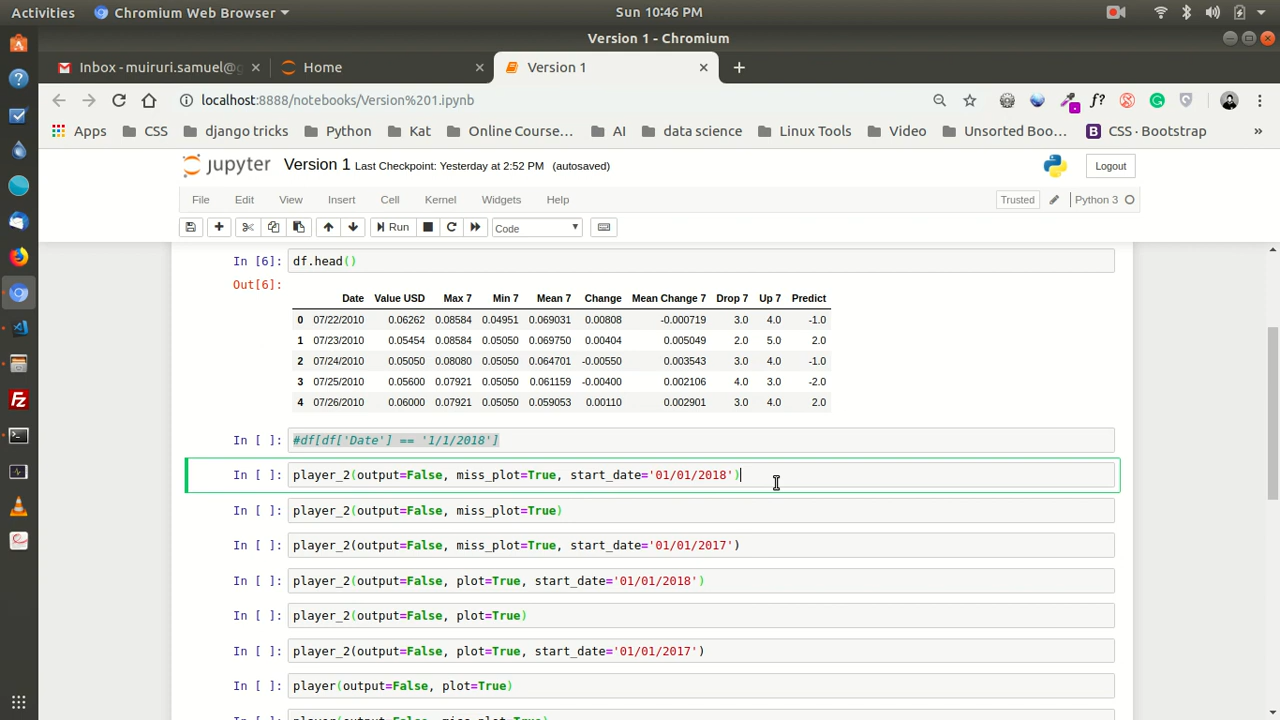 Activities Chromium Web Browser Sun 10:46 PM
Version 1 - Chromium
Inbox - muiruri.samuel@g Home Version 1
localhost:8888/notebooks/Version%201.ipynb f?
Apps CSS django tricks Python Kat Online Course… AI data science Linux Tools Video Unsorted Boo… B CSS · Bootstrap »
jupyter Version 1 Last Checkpoint: Yesterday at 2:52 PM (autosaved) Logout
File Edit View Insert Cell Kernel Widgets Help Trusted Python 3
Run Code
In [6]: df.head()
Out[6]:
Date Value USD Max 7 Min 7 Mean 7 Change Mean Change 7 Drop 7 Up 7 Predict
0 07/22/2010 0.06262 0.08584 0.04951 0.069031 0.00808 -0.000719 3.0 4.0 -1.0
1 07/23/2010 0.05454 0.08584 0.05050 0.069750 0.00404 0.005049 2.0 5.0 2.0
2 07/24/2010 0.05050 0.08080 0.05050 0.064701 -0.00550 0.003543 3.0 4.0 -1.0
3 07/25/2010 0.05600 0.07921 0.05050 0.061159 -0.00400 0.002106 4.0 3.0 -2.0
4 07/26/2010 0.06000 0.07921 0.05050 0.059053 0.00110 0.002901 3.0 4.0 2.0
In [ ]: #df[df['Date'] == '1/1/2018']
In [ ]: player_2(output=False, miss_plot=True, start_date='01/01/2018')
In [ ]: player_2(output=False, miss_plot=True)
In [ ]: player_2(output=False, miss_plot=True, start_date='01/01/2017')
In [ ]: player_2(output=False, plot=True, start_date='01/01/2018')
In [ ]: player_2(output=False, plot=True)
In [ ]: player_2(output=False, plot=True, start_date='01/01/2017')
In [ ]: player(output=False, plot=True)
In [ ]: player(output=False, miss_plot=True)